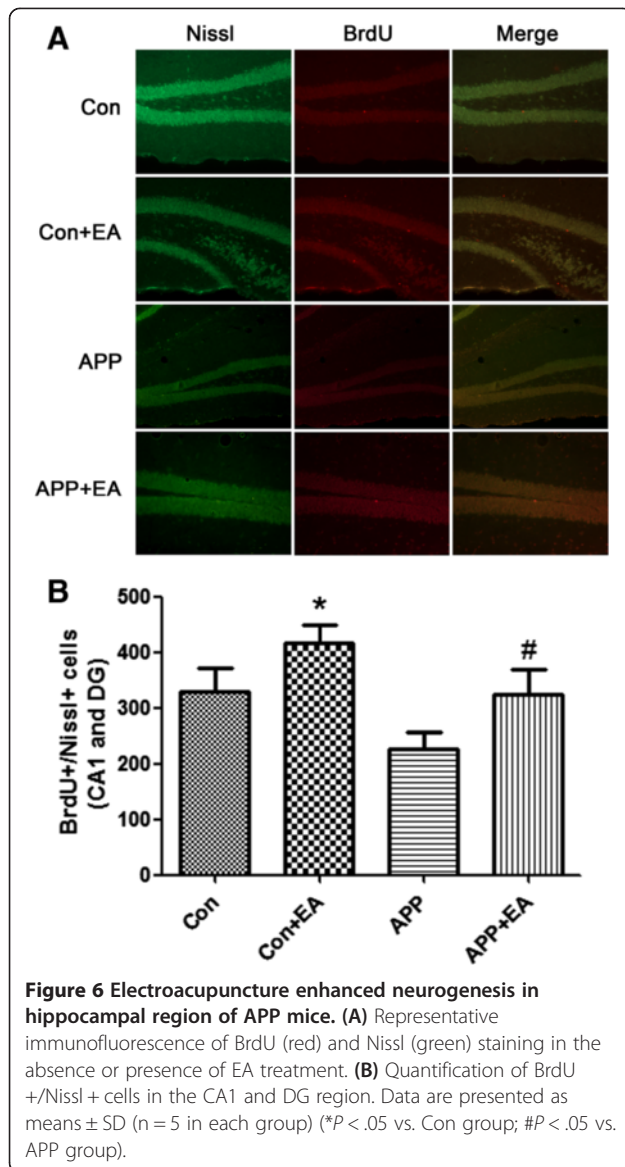 A
Nissl BrdU Merge
Con
Con+EA
APP
APP+EA
B
BrdU+/Nissl+ cells
(CA1 and DG)
500
400
300
200
100
0
*
#
Con Con+EA APP APP+EA
Figure 6 Electroacupuncture enhanced neurogenesis in
hippocampal region of APP mice. (A) Representative
immunofluorescence of BrdU (red) and Nissl (green) staining in the
absence or presence of EA treatment. (B) Quantification of BrdU
+/Nissl + cells in the CA1 and DG region. Data are presented as
means ± SD (n = 5 in each group) (*P < .05 vs. Con group; #P < .05 vs.
APP group).